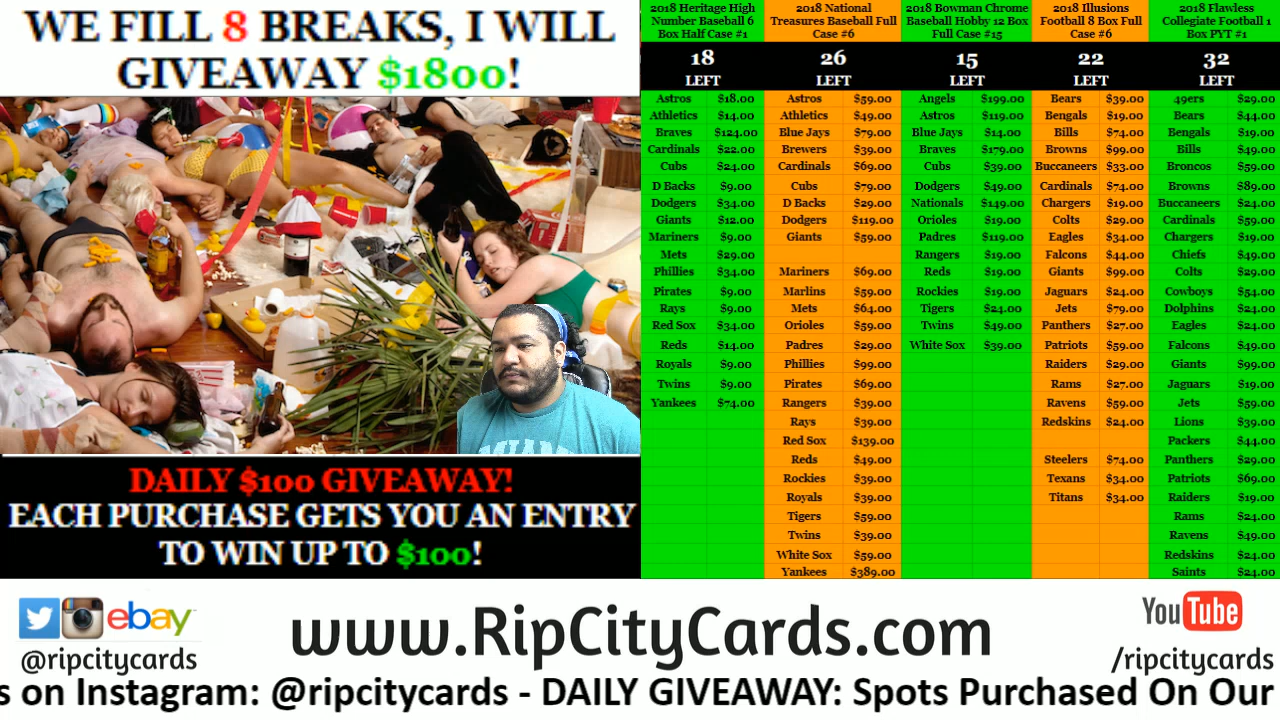 WE FILL 8 BREAKS, I WILL
GIVEAWAY $1800!
DAILY $100 GIVEAWAY!
EACH PURCHASE GETS YOU AN ENTRY
TO WIN UP TO $100!
2018 Heritage High
Number Baseball 6
Box Half Case #1
18
LEFT
Astros $18.00
Athletics $14.00
Braves $124.00
Cardinals $22.00
Cubs $24.00
D Backs $9.00
Dodgers $34.00
Giants $12.00
Mariners $9.00
Mets $29.00
Phillies $34.00
Pirates $9.00
Rays $9.00
Red Sox $34.00
Reds $14.00
Royals $9.00
Twins $9.00
Yankees $74.00
2018 National
Treasures Baseball Full
Case #6
26
LEFT
Astros $59.00
Athletics $49.00
Blue Jays $79.00
Brewers $39.00
Cardinals $69.00
Cubs $79.00
D Backs $29.00
Dodgers $119.00
Giants $59.00
Mariners $69.00
Marlins $59.00
Mets $64.00
Orioles $59.00
Padres $29.00
Phillies $99.00
Pirates $69.00
Rangers $39.00
Rays $39.00
Red Sox $139.00
Reds $49.00
Rockies $39.00
Royals $39.00
Tigers $59.00
Twins $39.00
White Sox $59.00
Yankees $389.00
2018 Bowman Chrome
Baseball Hobby 12 Box
Full Case #15
15
LEFT
Angels $199.00
Astros $119.00
Blue Jays $14.00
Braves $179.00
Cubs $39.00
Dodgers $49.00
Nationals $149.00
Orioles $19.00
Padres $119.00
Rangers $19.00
Reds $19.00
Rockies $19.00
Tigers $24.00
Twins $49.00
White Sox $39.00
2018 Illusions
Football 8 Box Full
Case #6
22
LEFT
Bears $39.00
Bengals $19.00
Bills $74.00
Browns $99.00
Buccaneers $33.00
Cardinals $74.00
Chargers $19.00
Colts $29.00
Eagles $34.00
Falcons $44.00
Giants $99.00
Jaguars $24.00
Jets $79.00
Panthers $27.00
Patriots $59.00
Raiders $29.00
Rams $27.00
Ravens $59.00
Redskins $24.00
Steelers $74.00
Texans $34.00
Titans $34.00
2018 Flawless
Collegiate Football 1
Box PYT #1
32
LEFT
49ers $29.00
Bears $44.00
Bengals $19.00
Bills $49.00
Broncos $59.00
Browns $89.00
Buccaneers $24.00
Cardinals $59.00
Chargers $19.00
Chiefs $49.00
Colts $29.00
Cowboys $54.00
Dolphins $24.00
Eagles $24.00
Falcons $49.00
Giants $99.00
Jaguars $19.00
Jets $59.00
Lions $39.00
Packers $44.00
Panthers $29.00
Patriots $69.00
Raiders $19.00
Rams $24.00
Ravens $49.00
Redskins $24.00
Saints $24.00
ebay
@ripcitycards
www.RipCityCards.com
YouTube
/ripcitycards
s on Instagram: @ripcitycards - DAILY GIVEAWAY: Spots Purchased On Our